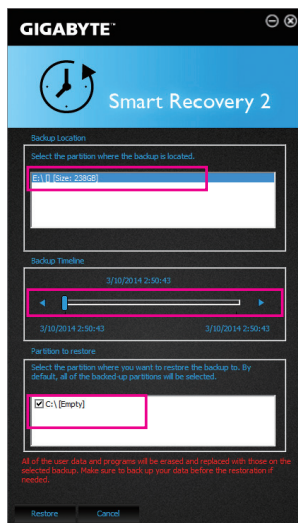 GIGABYTE™
Smart Recovery 2
Backup Location
Select the partition where the backup is located.
E:\ [] [Size: 238GB]
Backup Timeline
3/10/2014 2:50:43
3/10/2014 2:50:43 3/10/2014 2:50:43
Partition to restore
Select the partition where you want to restore the backup to. By
default, all of the backed-up partitions will be selected.
C:\ [Empty]
All of the user data and programs will be erased and replaced with those on the
selected backup. Make sure to back up your data before the restoration if
needed.
Restore Cancel